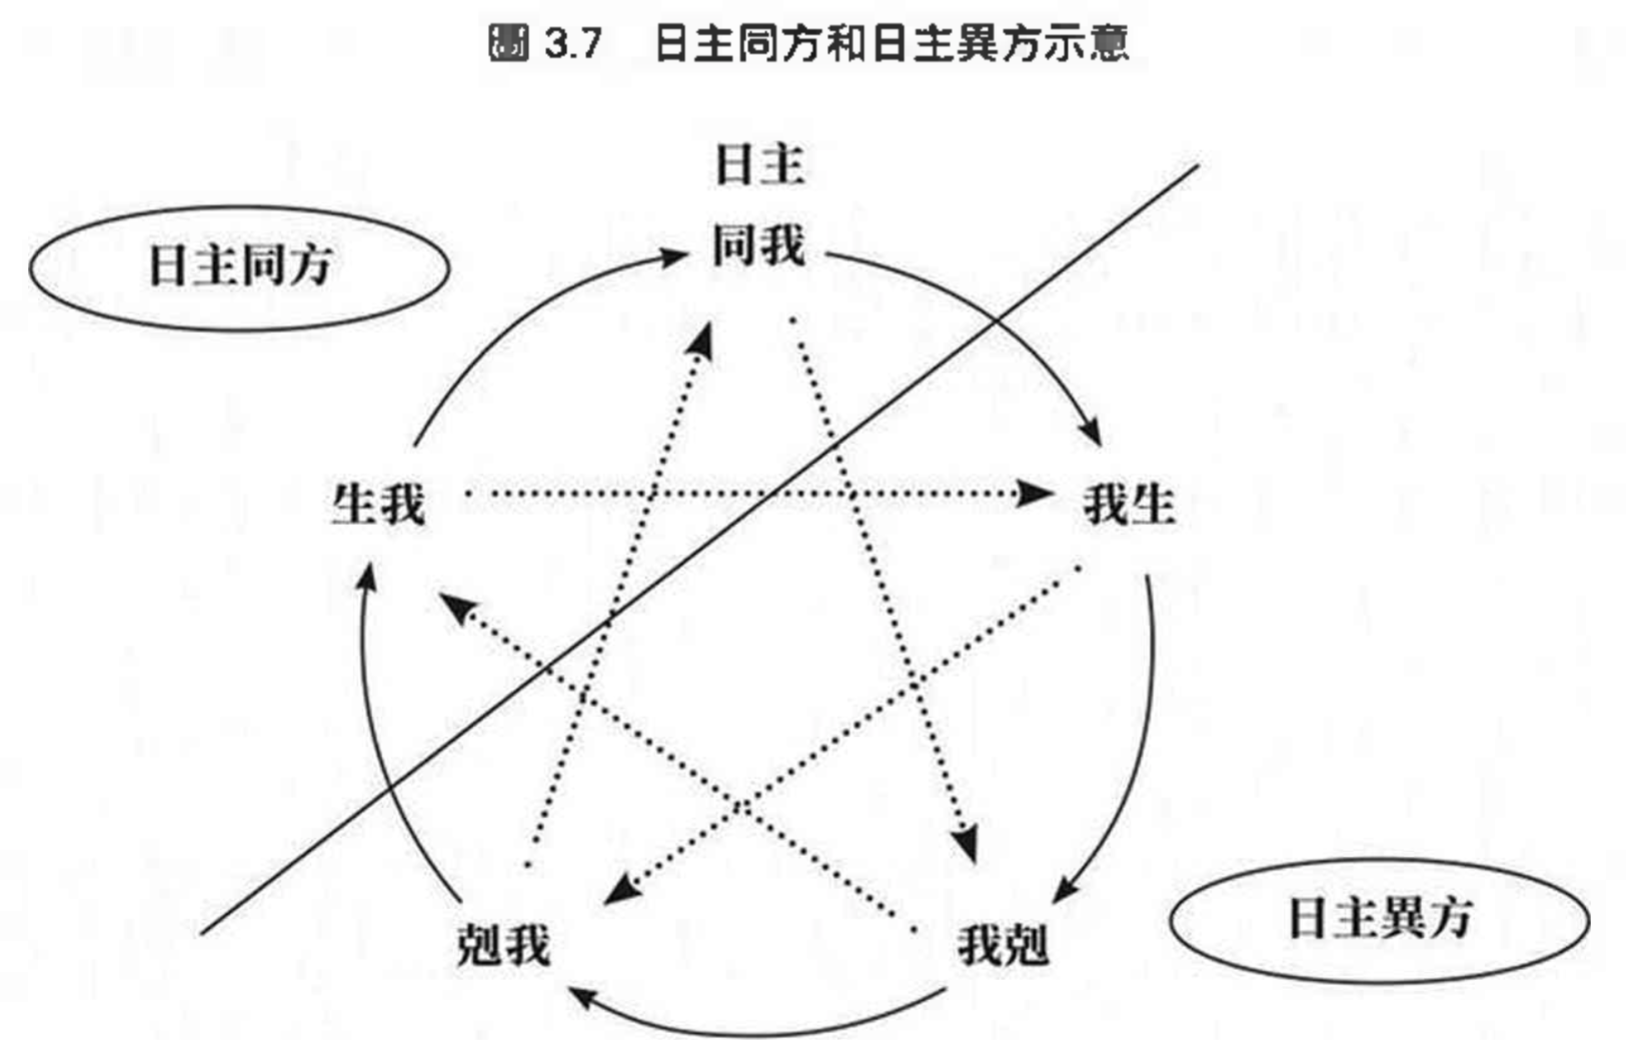 圖 3.7 日主同方和日主異方示意
日主
同我
日主同方
生我
我生
剋我
我剋
日主異方